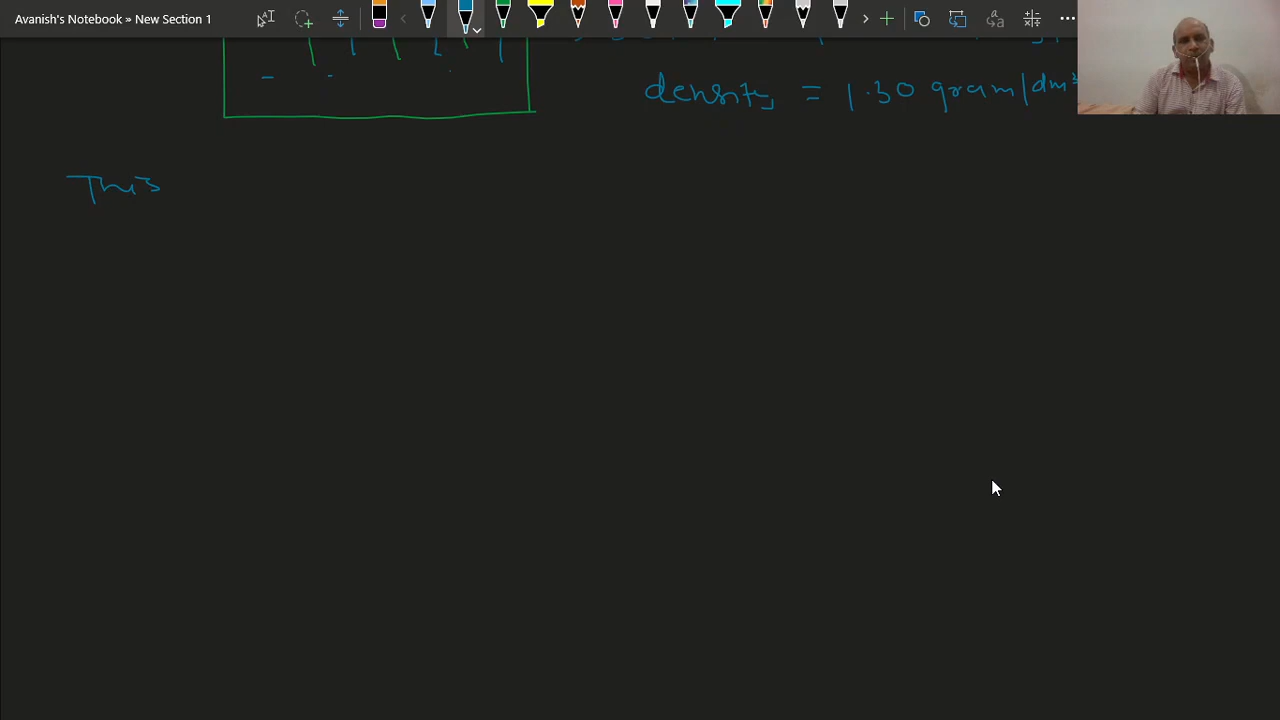 Avanish's Notebook » New Section 1
density = 1.30 gram/dm³
This